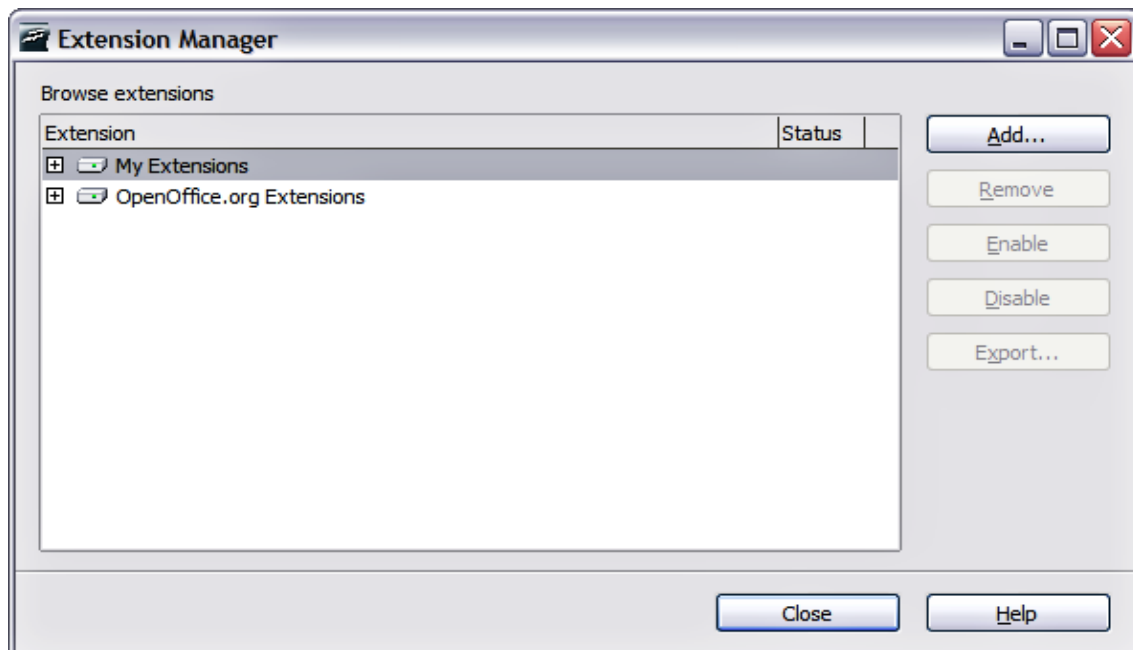 Extension Manager
Browse extensions
Extension Status
My Extensions
OpenOffice.org Extensions
Add...
Remove
Enable
Disable
Export...
Close Help